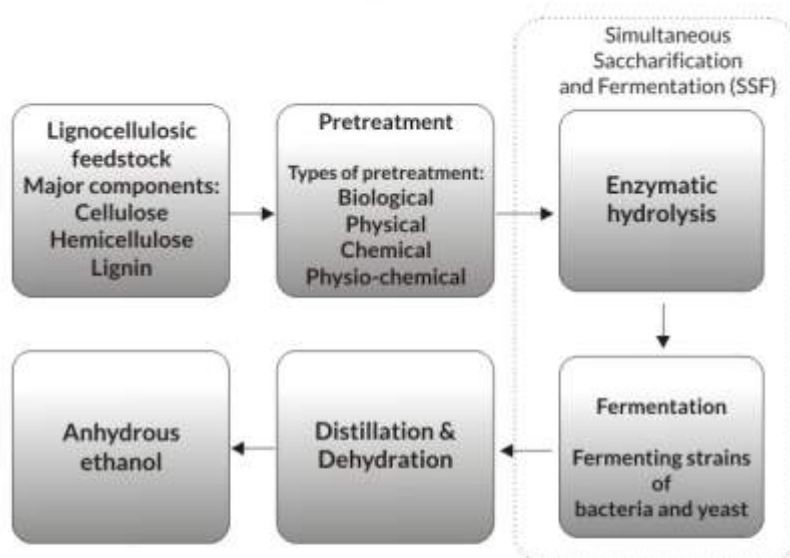 Simultaneous
Saccharification
and Fermentation (SSF)
Lignocellulosic
feedstock
Major components:
Cellulose
Hemicellulose
Lignin
Pretreatment
Types of pretreatment:
Biological
Physical
Chemical
Physio-chemical
Enzymatic
hydrolysis
Fermentation
Fermenting strains
of
bacteria and yeast
Distillation &
Dehydration
Anhydrous
ethanol